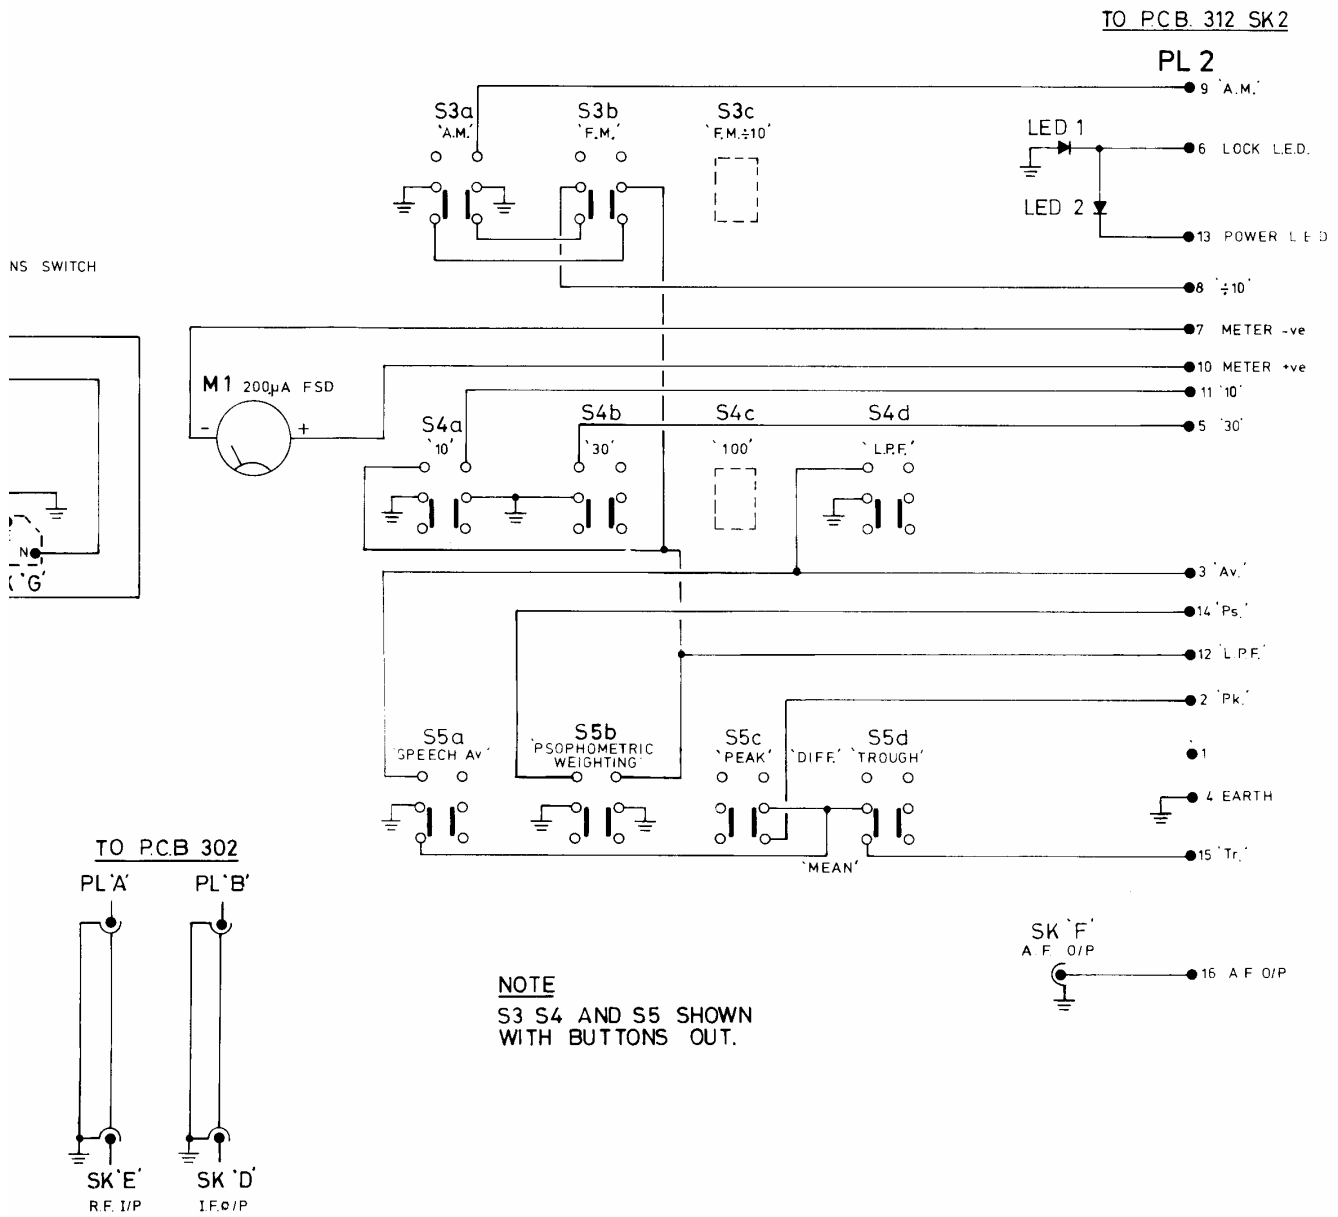 TO P.C.B. 312 SK2
PL 2
9 'A.M.'
S3a
'A.M.'
S3b
'F.M.'
S3c
'F.M.÷10'
LED 1
6 LOCK L.E.D.
LED 2
13 POWER L E D
NS SWITCH
8 '÷10'
7 METER -ve
10 METER +ve
M1 200µA FSD
- +
11 '10'
S4a
'10'
S4b
'30'
S4c
'100'
S4d
'L.P.F.'
5 '30'
N
'G'
3 'Av.'
14 'Ps.'
12 'L.P.F.'
2 'Pk.'
S5a
'SPEECH AV'
S5b
'PSOPHOMETRIC
WEIGHTING'
S5c
'PEAK'
'DIFF.'
S5d
'TROUGH'
1
4 EARTH
'MEAN'
15 'Tr.'
TO P.C.B 302
PL 'A'
PL 'B'
SK 'F'
A.F. O/P
16 A.F O/P
NOTE
S3 S4 AND S5 SHOWN
WITH BUTTONS OUT.
SK 'E'
R.F. I/P
SK 'D'
I.F.O/P